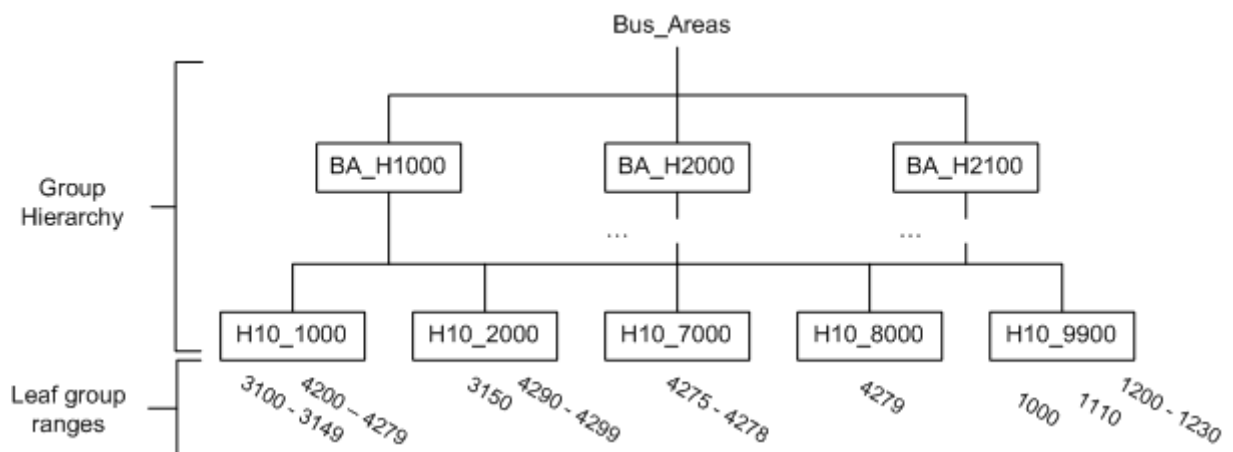 Bus_Areas
BA_H1000
BA_H2000
BA_H2100
Group
Hierarchy
...
...
H10_1000
H10_2000
H10_7000
H10_8000
H10_9900
Leaf group
ranges
3100 - 3149
4200 – 4279
3150
4290 - 4299
4275 - 4278
4279
1000
1110
1200 - 1230